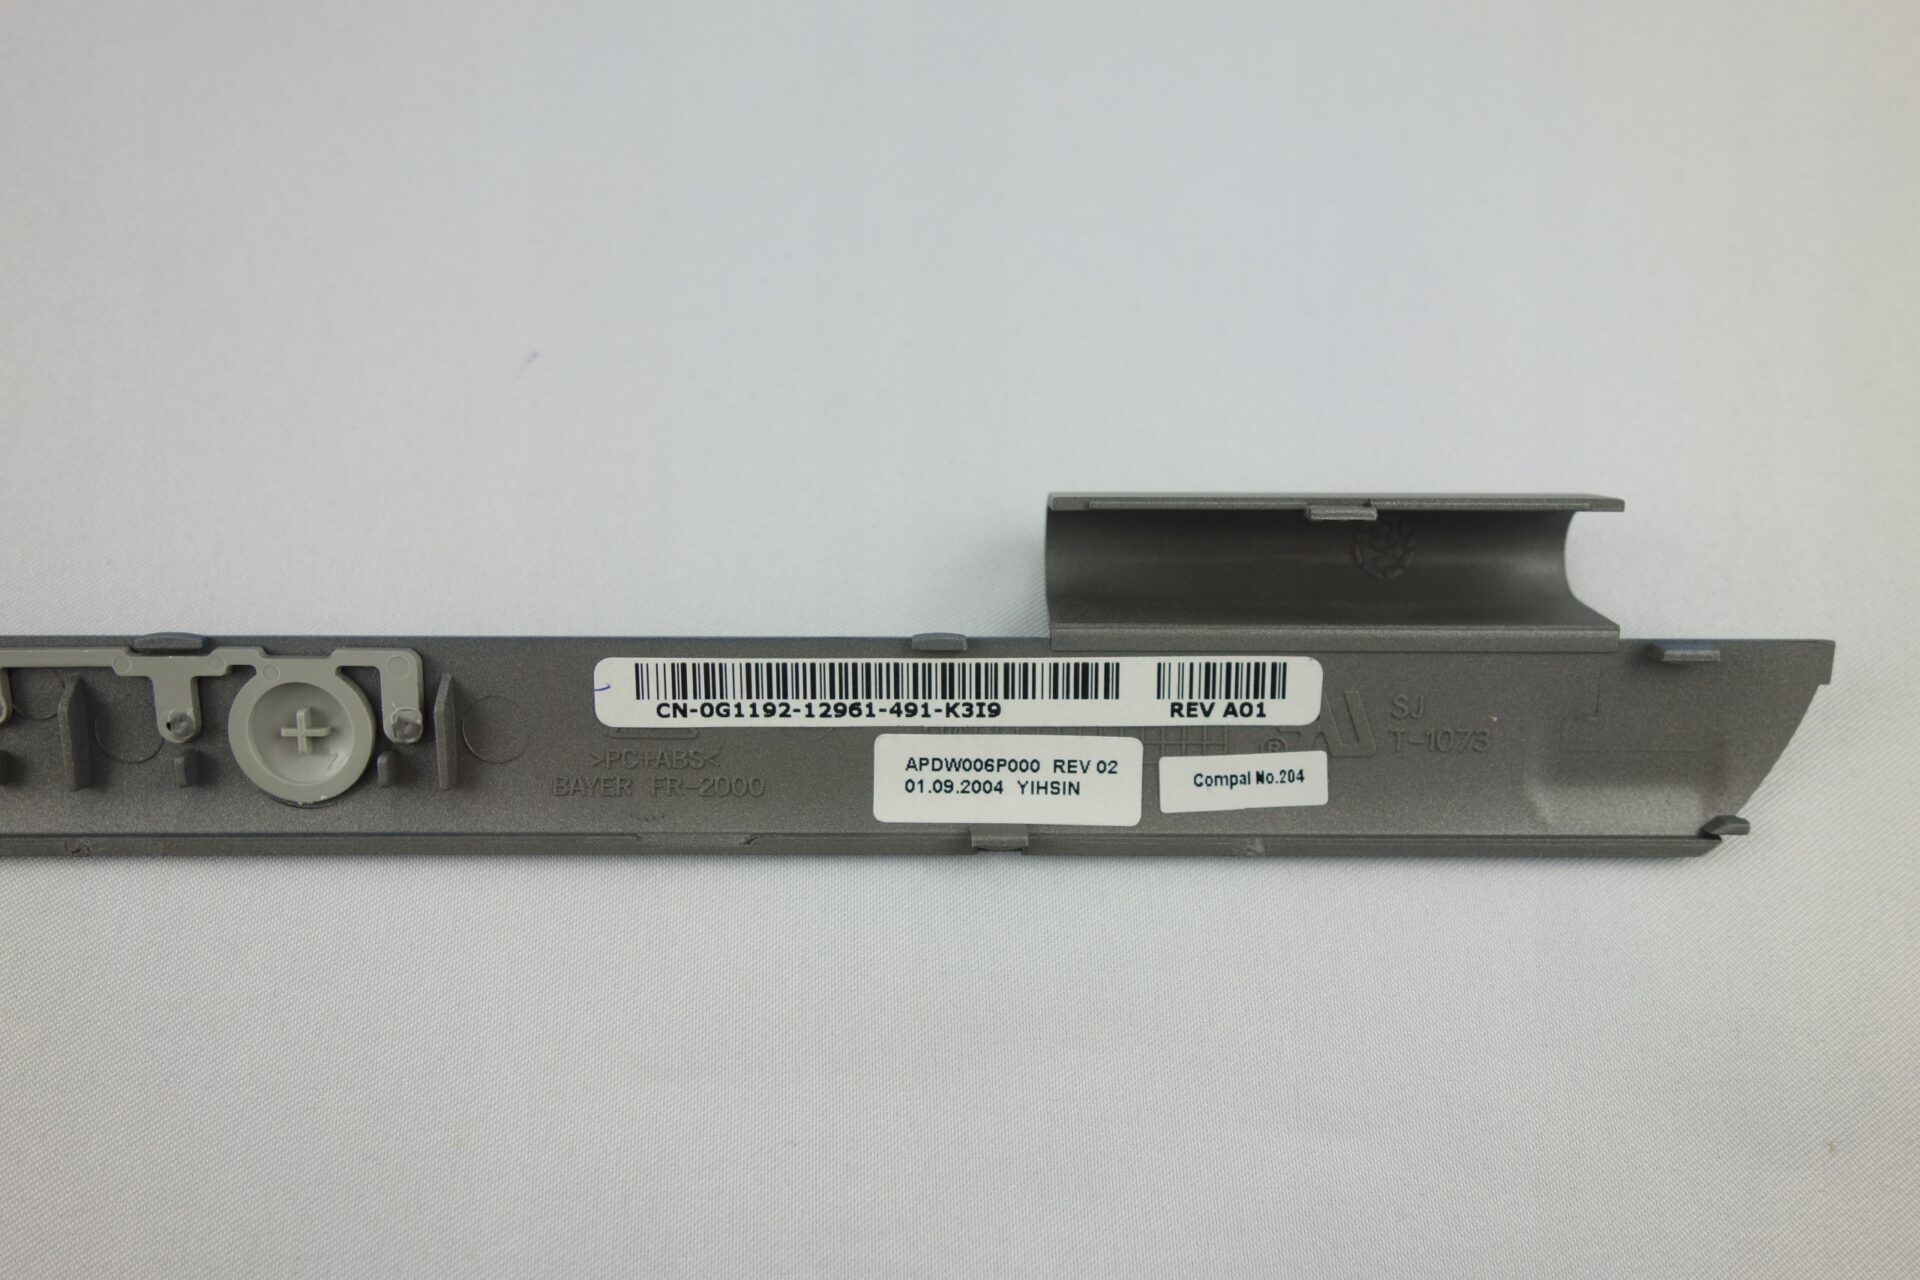 CN-0G1192-12961-491-K3I9 REV A01
>PC+ABS<
BAYER FR-2000
APDW006P000 REV 02
01.09.2004 YIHSIN
Compal No.204
®
SJ
T-1073